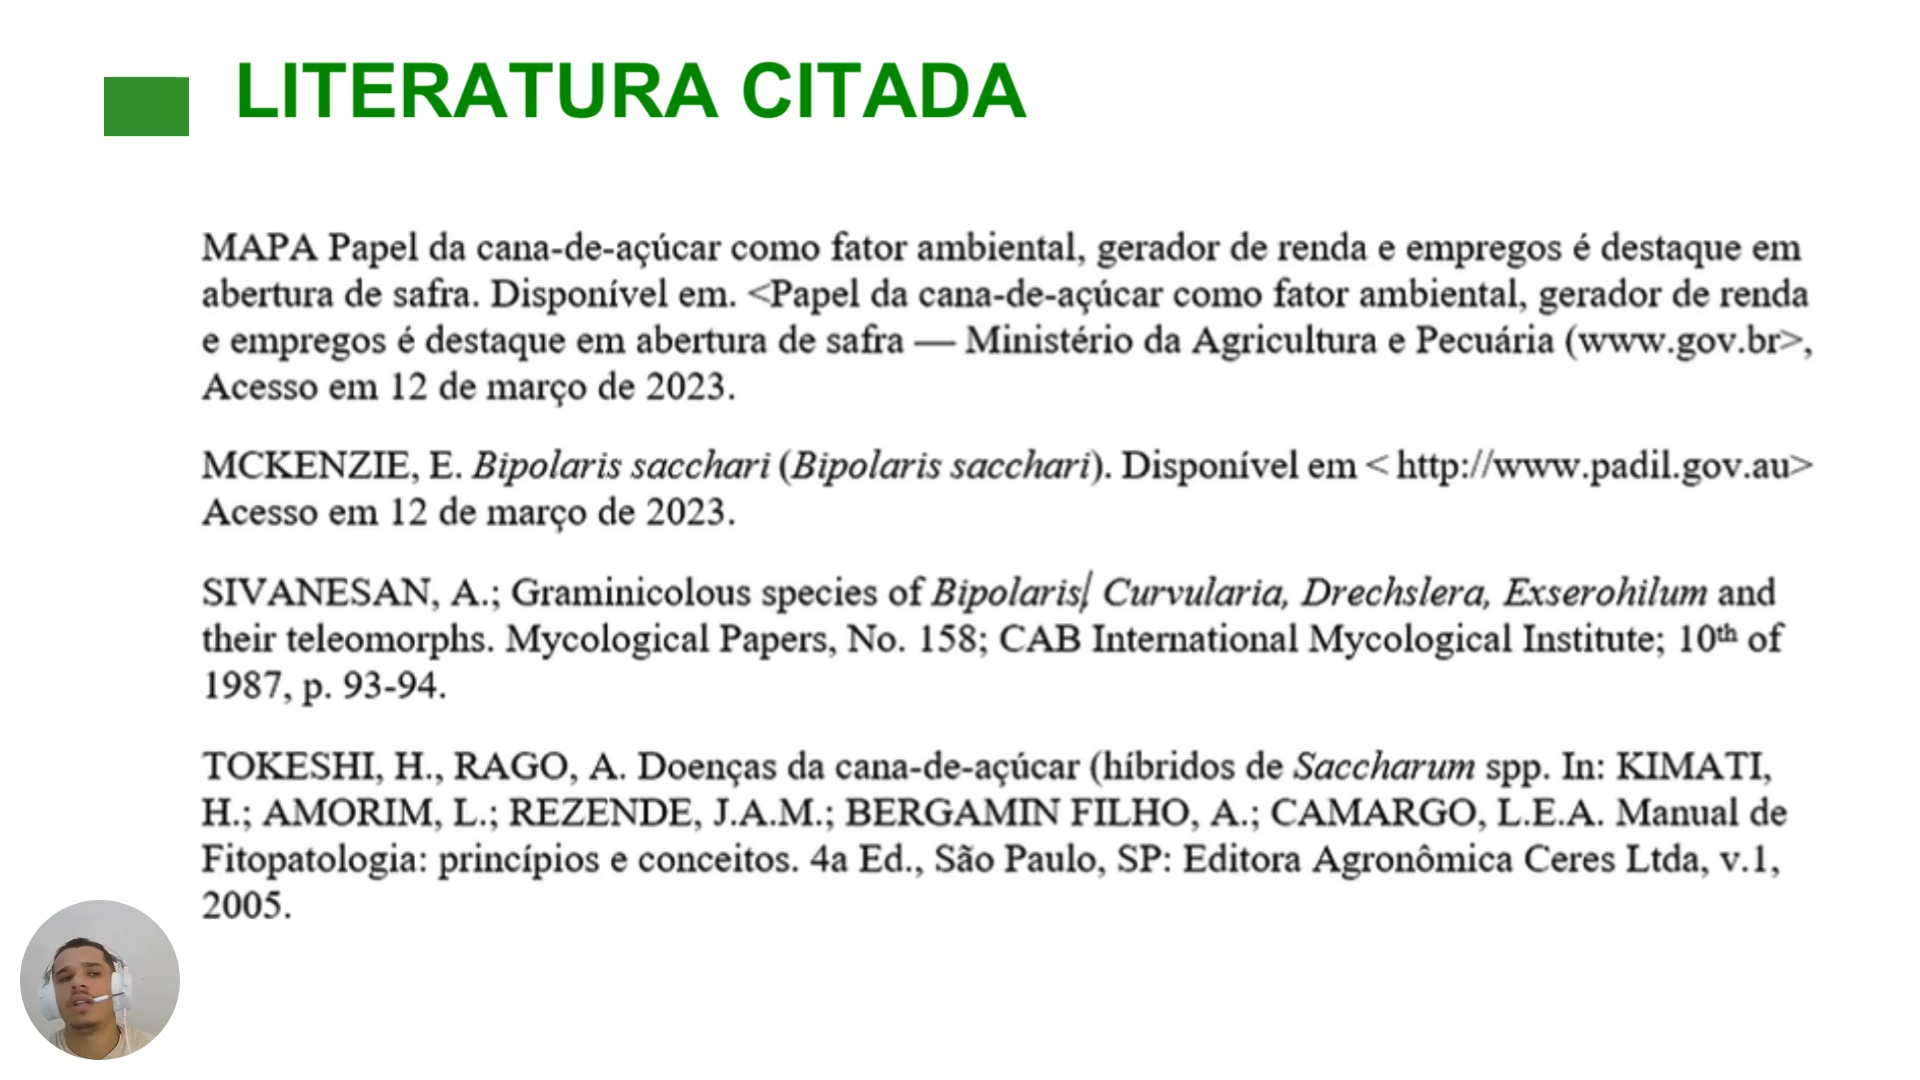 LITERATURA CITADA
MAPA Papel da cana-de-açúcar como fator ambiental, gerador de renda e empregos é destaque em
abertura de safra. Disponível em. <Papel da cana-de-açúcar como fator ambiental, gerador de renda
e empregos é destaque em abertura de safra — Ministério da Agricultura e Pecuária (www.gov.br>,
Acesso em 12 de março de 2023.
MCKENZIE, E. Bipolaris sacchari (Bipolaris sacchari). Disponível em < http://www.padil.gov.au>
Acesso em 12 de março de 2023.
SIVANESAN, A.; Graminicolous species of Bipolaris, Curvularia, Drechslera, Exserohilum and
their teleomorphs. Mycological Papers, No. 158; CAB International Mycological Institute; 10th of
1987, p. 93-94.
TOKESHI, H., RAGO, A. Doenças da cana-de-açúcar (híbridos de Saccharum spp. In: KIMATI,
H.; AMORIM, L.; REZENDE, J.A.M.; BERGAMIN FILHO, A.; CAMARGO, L.E.A. Manual de
Fitopatologia: princípios e conceitos. 4a Ed., São Paulo, SP: Editora Agronômica Ceres Ltda, v.1,
2005.